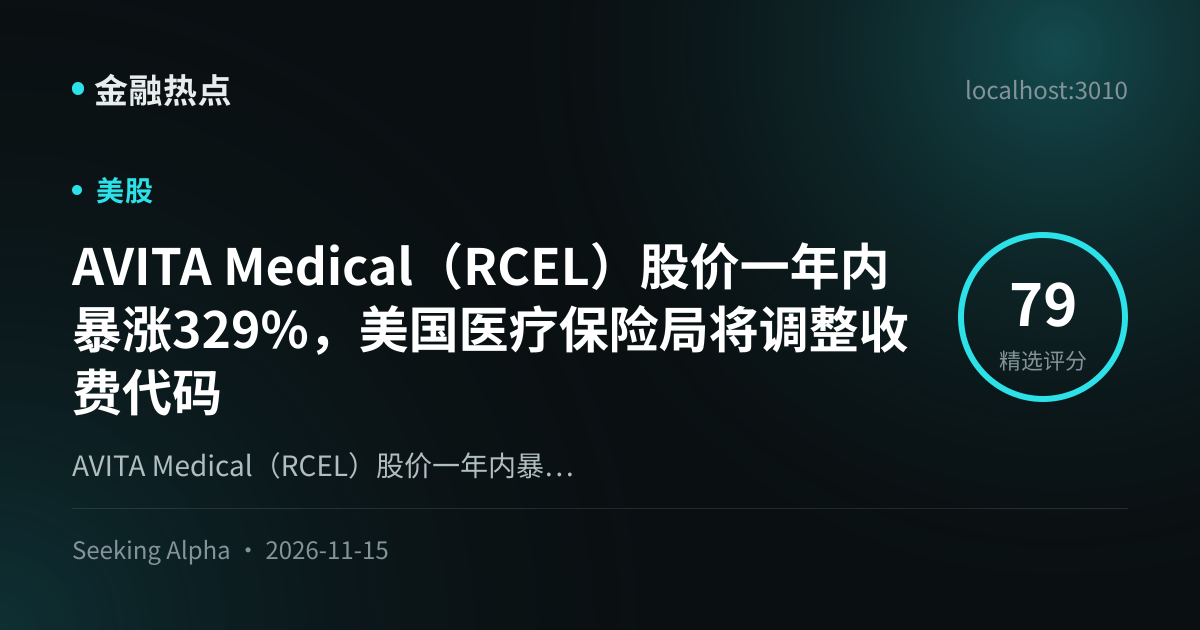 金融热点
localhost:3010
美股
AVITA Medical（RCEL）股价一年内
暴涨329%，美国医疗保险局将调整收
费代码
79
精选评分
AVITA Medical（RCEL）股价一年内暴…
Seeking Alpha · 2026-11-15